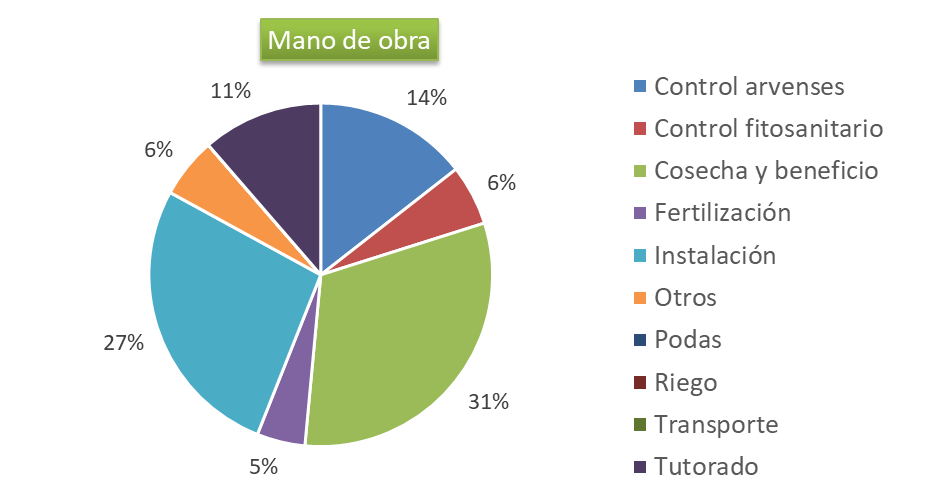 Mano de obra
14%
6%
31%
5%
27%
6%
11%
Control arvenses
Control fitosanitario
Cosecha y beneficio
Fertilización
Instalación
Otros
Podas
Riego
Transporte
Tutorado